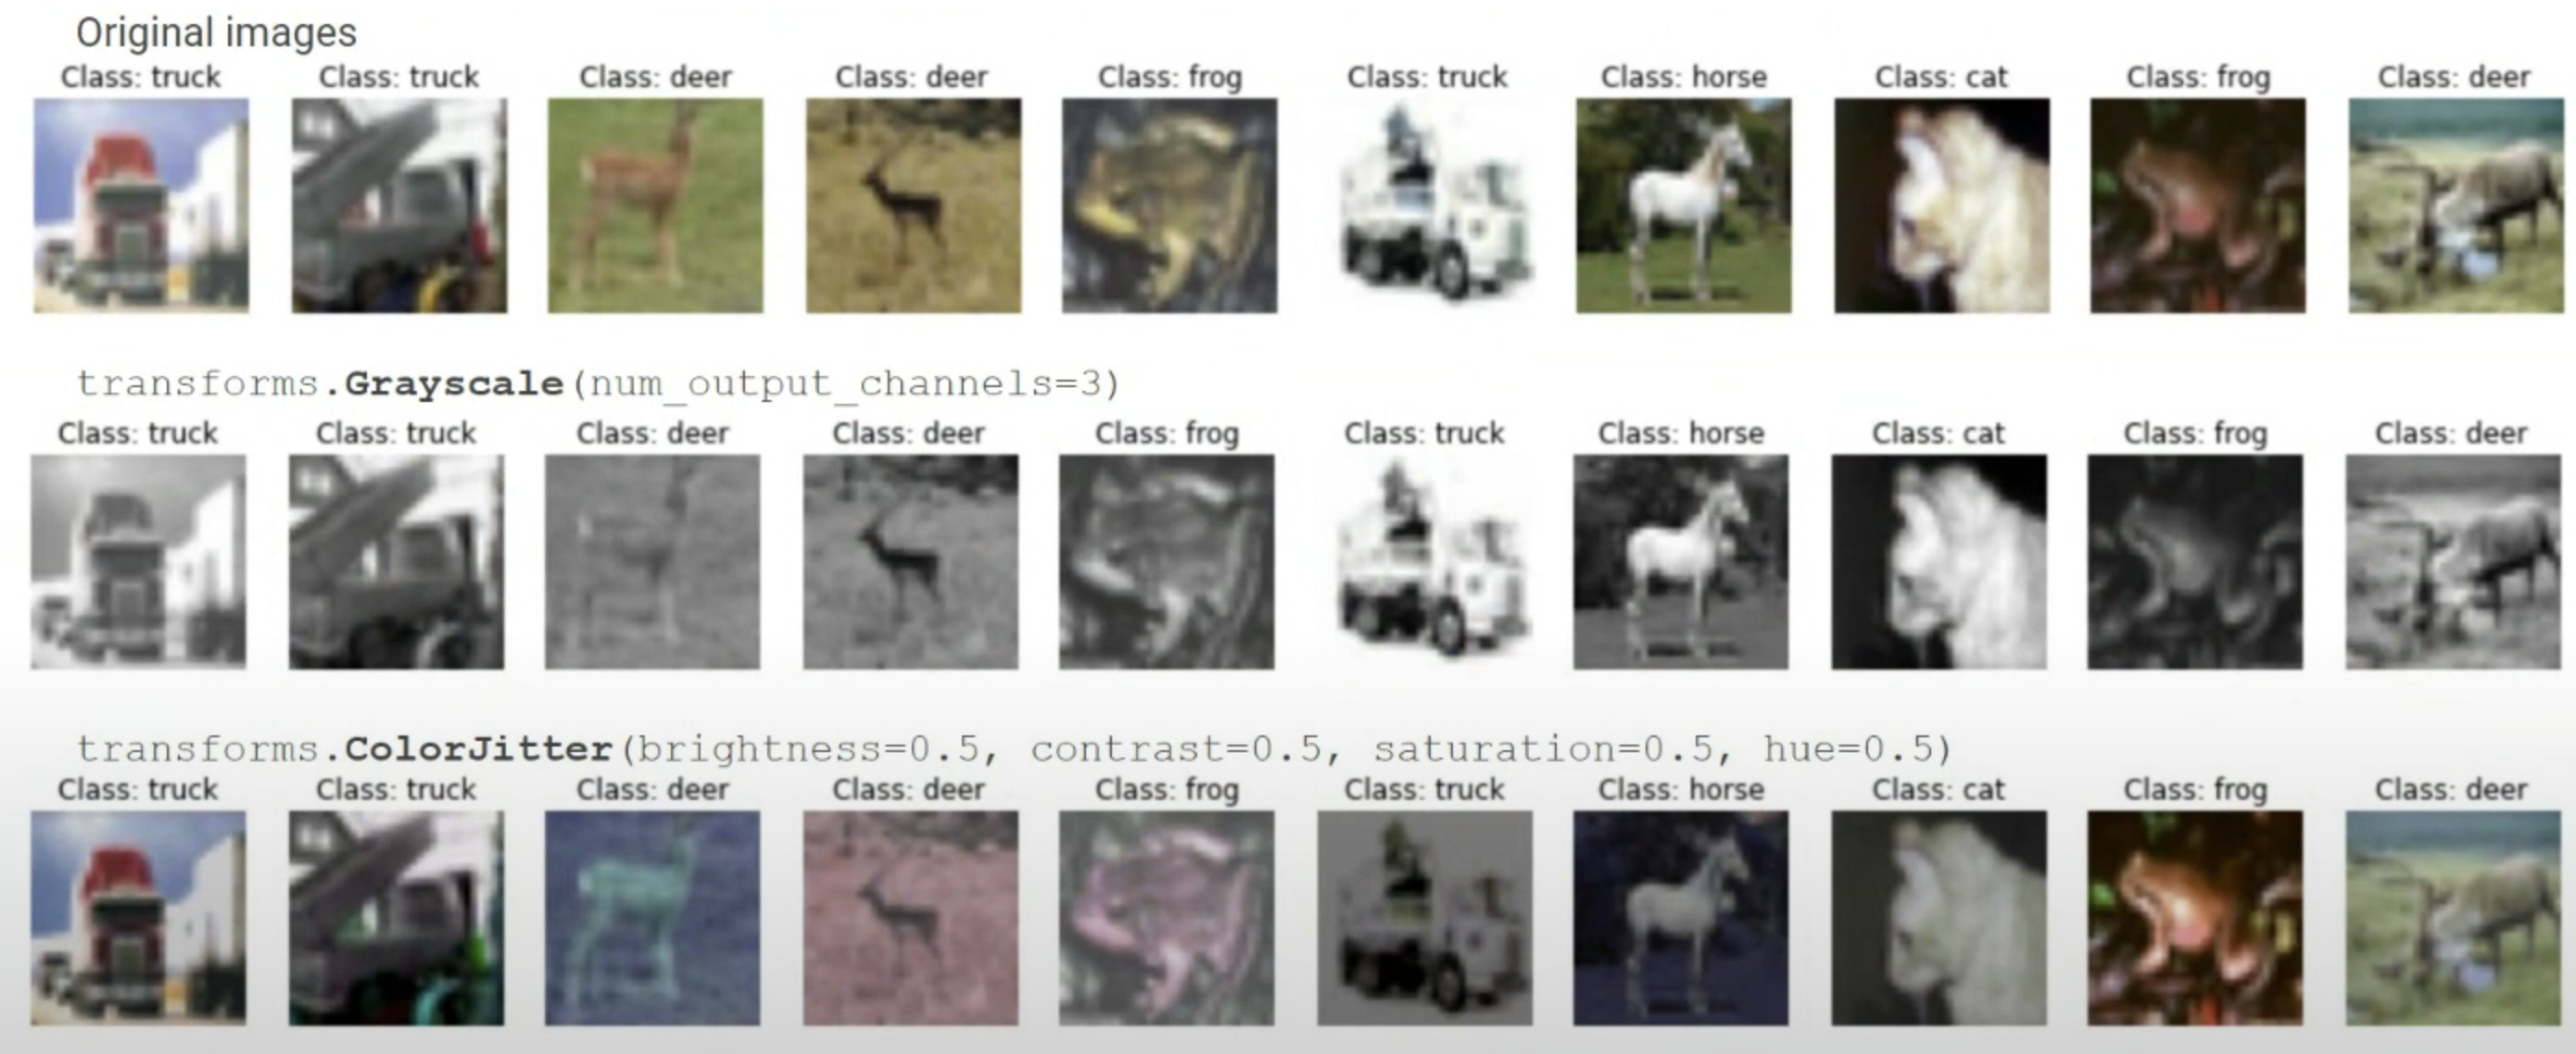 Original images
Class: truck Class: truck Class: deer Class: deer Class: frog Class: truck Class: horse Class: cat Class: frog Class: deer
transforms.Grayscale(num_output_channels=3)
Class: truck Class: truck Class: deer Class: deer Class: frog Class: truck Class: horse Class: cat Class: frog Class: deer
transforms.ColorJitter(brightness=0.5, contrast=0.5, saturation=0.5, hue=0.5)
Class: truck Class: truck Class: deer Class: deer Class: frog Class: truck Class: horse Class: cat Class: frog Class: deer